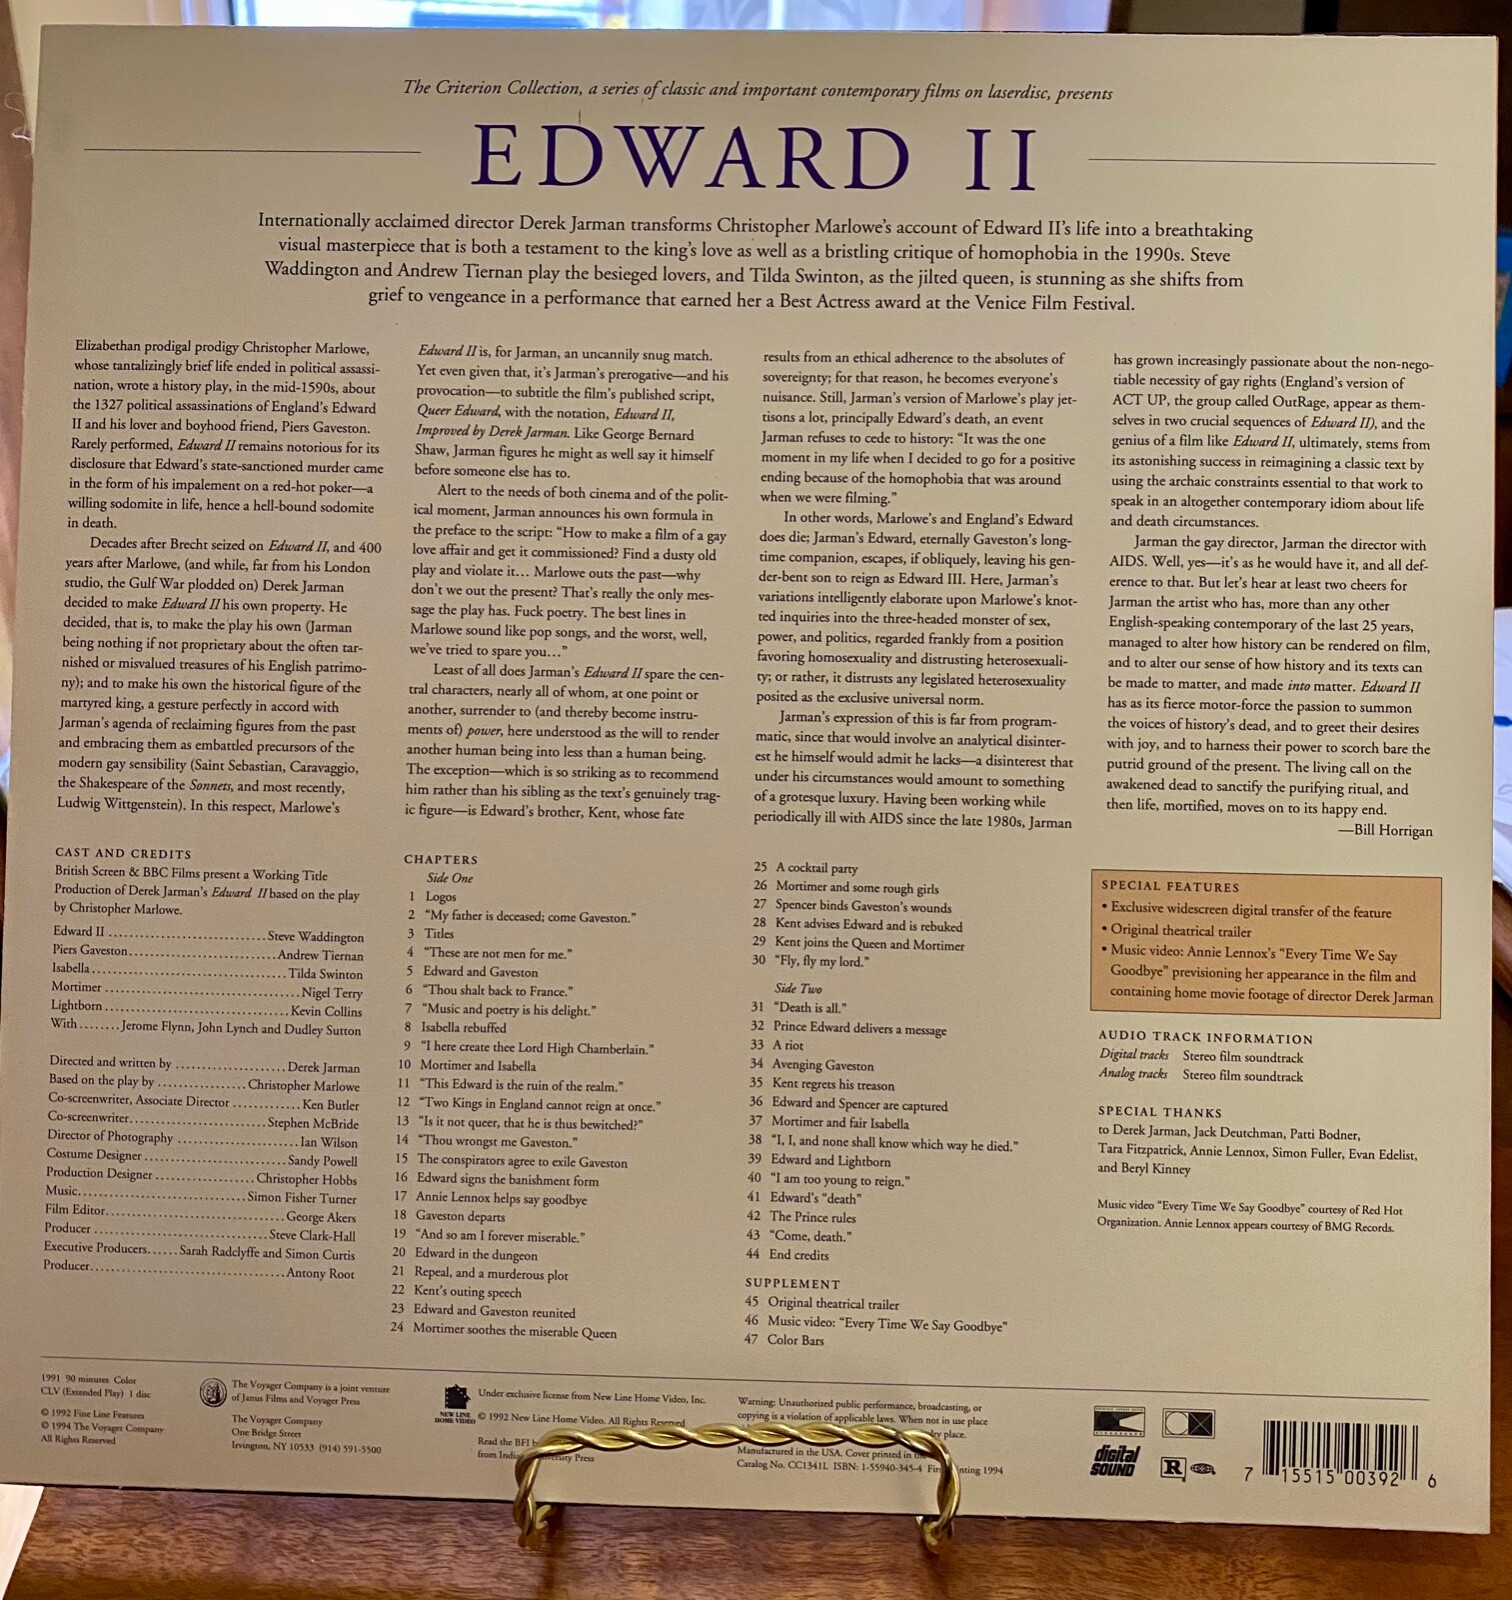 The Criterion Collection, a series of classic and important contemporary films on laserdisc, presents
EDWARD II
Internationally acclaimed director Derek Jarman transforms Christopher Marlowe's account of Edward II's life into a breathtaking
visual masterpiece that is both a testament to the king's love as well as a bristling critique of homophobia in the 1990s. Steve
Waddington and Andrew Tiernan play the besieged lovers, and Tilda Swinton, as the jilted queen, is stunning as she shifts from
grief to vengeance in a performance that earned her a Best Actress award at the Venice Film Festival.
Elizabethan prodigal prodigy Christopher Marlowe,
whose tantalizingly brief life ended in political assassi-
nation, wrote a history play, in the mid-1590s, about
the 1327 political assassinations of England's Edward
II and his lover and boyhood friend, Piers Gaveston.
Rarely performed, Edward II remains notorious for its
disclosure that Edward's state-sanctioned murder came
in the form of his impalement on a red-hot poker—a
willing sodomite in life, hence a hell-bound sodomite
in death.
Decades after Brecht seized on Edward II, and 400
years after Marlowe, (and while, far from his London
studio, the Gulf War plodded on) Derek Jarman
decided to make Edward II his own property. He
decided, that is, to make the play his own (Jarman
being nothing if not proprietary about the often tar-
nished or misvalued treasures of his English patrimo-
ny); and to make his own the historical figure of the
martyred king, a gesture perfectly in accord with
Jarman's agenda of reclaiming figures from the past
and embracing them as embattled precursors of the
modern gay sensibility (Saint Sebastian, Caravaggio,
the Shakespeare of the Sonnets, and most recently,
Ludwig Wittgenstein). In this respect, Marlowe's
Edward II is, for Jarman, an uncannily snug match.
Yet even given that, it's Jarman's prerogative—and his
provocation—to subtitle the film's published script,
Queer Edward, with the notation, Edward II,
Improved by Derek Jarman. Like George Bernard
Shaw, Jarman figures he might as well say it himself
before someone else has to.
Alert to the needs of both cinema and of the polit-
ical moment, Jarman announces his own formula in
the preface to the script: "How to make a film of a gay
love affair and get it commissioned? Find a dusty old
play and violate it... Marlowe outs the past—why
don't we out the present? That's really the only mes-
sage the play has. Fuck poetry. The best lines in
Marlowe sound like pop songs, and the worst, well,
we've tried to spare you..."
Least of all does Jarman's Edward II spare the cen-
tral characters, nearly all of whom, at one point or
another, surrender to (and thereby become instru-
ments of) power, here understood as the will to render
another human being into less than a human being.
The exception—which is so striking as to recommend
him rather than his sibling as the text's genuinely trag-
ic figure—is Edward's brother, Kent, whose fate
results from an ethical adherence to the absolutes of
sovereignty; for that reason, he becomes everyone's
nuisance. Still, Jarman's version of Marlowe's play jet-
tisons a lot, principally Edward's death, an event
Jarman refuses to cede to history: "It was the one
moment in my life when I decided to go for a positive
ending because of the homophobia that was around
when we were filming."
In other words, Marlowe's and England's Edward
does die; Jarman's Edward, eternally Gaveston's long-
time companion, escapes, if obliquely, leaving his gen-
der-bent son to reign as Edward III. Here, Jarman's
variations intelligently elaborate upon Marlowe's knot-
ted inquiries into the three-headed monster of sex,
power, and politics, regarded frankly from a position
favoring homosexuality and distrusting heterosexuali-
ty; or rather, it distrusts any legislated heterosexuality
posited as the exclusive universal norm.
Jarman's expression of this is far from program-
matic, since that would involve an analytical disinter-
est he himself would admit he lacks—a disinterest that
under his circumstances would amount to something
of a grotesque luxury. Having been working while
periodically ill with AIDS since the late 1980s, Jarman
has grown increasingly passionate about the non-nego-
tiable necessity of gay rights (England's version of
ACT UP, the group called OutRage, appear as them-
selves in two crucial sequences of Edward II), and the
genius of a film like Edward II, ultimately, stems from
its astonishing success in reimagining a classic text by
using the archaic constraints essential to that work to
speak in an altogether contemporary idiom about life
and death circumstances.
Jarman the gay director, Jarman the director with
AIDS. Well, yes—it's as he would have it, and all def-
erence to that. But let's hear at least two cheers for
Jarman the artist who has, more than any other
English-speaking contemporary of the last 25 years,
managed to alter how history can be rendered on film,
and to alter our sense of how history and its texts can
be made to matter, and made into matter. Edward II
has as its fierce motor-force the passion to summon
the voices of history's dead, and to greet their desires
with joy, and to harness their power to scorch bare the
putrid ground of the present. The living call on the
awakened dead to sanctify the purifying ritual, and
then life, mortified, moves on to its happy end.
—Bill Horrigan
CAST AND CREDITS
British Screen & BBC Films present a Working Title
Production of Derek Jarman's Edward II based on the play
by Christopher Marlowe.
Edward II ........ Steve Waddington
Piers Gaveston ........ Andrew Tiernan
Isabella ........ Tilda Swinton
Mortimer ........ Nigel Terry
Lightborn ........ Kevin Collins
With ........ Jerome Flynn, John Lynch and Dudley Sutton
Directed and written by ........ Derek Jarman
Based on the play by ........ Christopher Marlowe
Co-screenwriter, Associate Director ........ Ken Butler
Co-screenwriter ........ Stephen McBride
Director of Photography ........ Ian Wilson
Costume Designer ........ Sandy Powell
Production Designer ........ Christopher Hobbs
Music ........ Simon Fisher Turner
Film Editor ........ George Akers
Producer ........ Steve Clark-Hall
Executive Producers ...... Sarah Radclyffe and Simon Curtis
Producer ........ Antony Root
CHAPTERS
Side One
1 Logos
2 "My father is deceased; come Gaveston."
3 Titles
4 "These are not men for me."
5 Edward and Gaveston
6 "Thou shalt back to France."
7 "Music and poetry is his delight."
8 Isabella rebuffed
9 "I here create thee Lord High Chamberlain."
10 Mortimer and Isabella
11 "This Edward is the ruin of the realm."
12 "Two Kings in England cannot reign at once."
13 "Is it not queer, that he is thus bewitched?"
14 "Thou wrongst me Gaveston."
15 The conspirators agree to exile Gaveston
16 Edward signs the banishment form
17 Annie Lennox helps say goodbye
18 Gaveston departs
19 "And so am I forever miserable."
20 Edward in the dungeon
21 Repeal, and a murderous plot
22 Kent's outing speech
23 Edward and Gaveston reunited
24 Mortimer soothes the miserable Queen
25 A cocktail party
26 Mortimer and some rough girls
27 Spencer binds Gaveston's wounds
28 Kent advises Edward and is rebuked
29 Kent joins the Queen and Mortimer
30 "Fly, fly my lord."
Side Two
31 "Death is all."
32 Prince Edward delivers a message
33 A riot
34 Avenging Gaveston
35 Kent regrets his treason
36 Edward and Spencer are captured
37 Mortimer and fair Isabella
38 "I, I, and none shall know which way he died."
39 Edward and Lightborn
40 "I am too young to reign."
41 Edward's "death"
42 The Prince rules
43 "Come, death."
44 End credits
SUPPLEMENT
45 Original theatrical trailer
46 Music video: "Every Time We Say Goodbye"
47 Color Bars
SPECIAL FEATURES
• Exclusive widescreen digital transfer of the feature
• Original theatrical trailer
• Music video: Annie Lennox's "Every Time We Say
Goodbye" previsioning her appearance in the film and
containing home movie footage of director Derek Jarman
AUDIO TRACK INFORMATION
Digital tracks Stereo film soundtrack
Analog tracks Stereo film soundtrack
SPECIAL THANKS
to Derek Jarman, Jack Deutchman, Patti Bodner,
Tara Fitzpatrick, Annie Lennox, Simon Fuller, Evan Edelist,
and Beryl Kinney
Music video "Every Time We Say Goodbye" courtesy of Red Hot
Organization. Annie Lennox appears courtesy of BMG Records.
1991 90 minutes Color
CLV (Extended Play) 1 disc
© 1992 Fine Line Features
© 1994 The Voyager Company
All Rights Reserved
The Voyager Company is a joint venture
of Janus Films and Voyager Press
The Voyager Company
One Bridge Street
Irvington, NY 10533 (914) 591-5500
NEW LINE
HOME VIDEO
Under exclusive license from New Line Home Video, Inc.
© 1992 New Line Home Video. All Rights Reserved
Read the BFI
from University Press
Warning: Unauthorized public performance, broadcasting, or
copying is a violation of applicable laws. When not in use place
place.
Manufactured in the USA. Cover printed in
Catalog No. CC1341L ISBN: 1-55940-345-4 1994
digital
SOUND
R
7 15515 00392 6